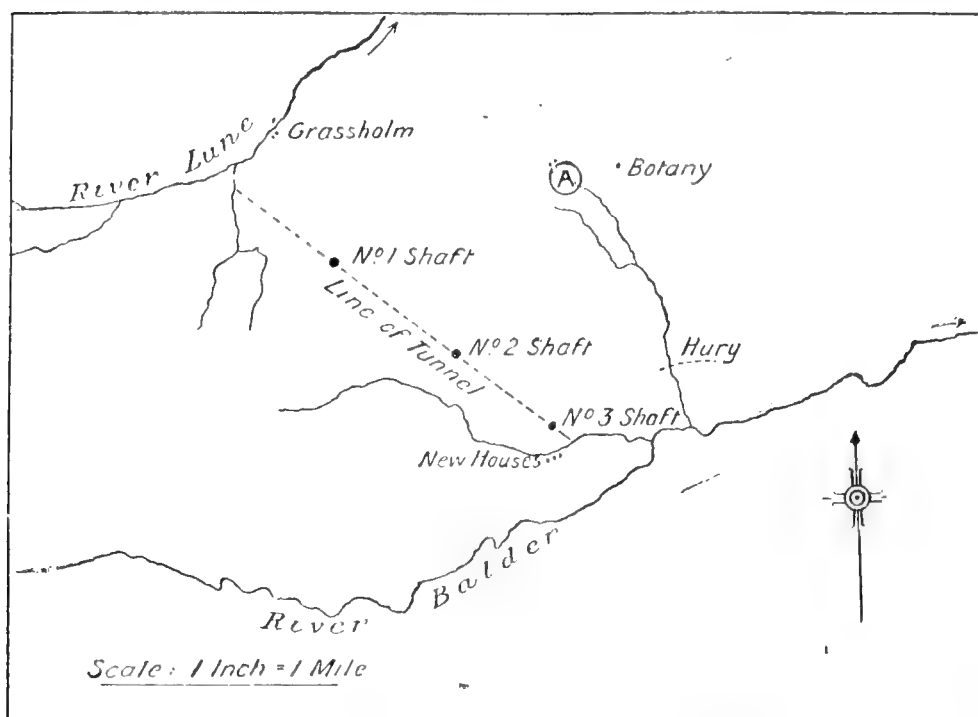 River Lune
Grassholm
A
Botany
No. 1 Shaft
Line of Tunnel
No. 2 Shaft
Hury
No. 3 Shaft
New Houses
River Balder
Scale: 1 Inch = 1 Mile